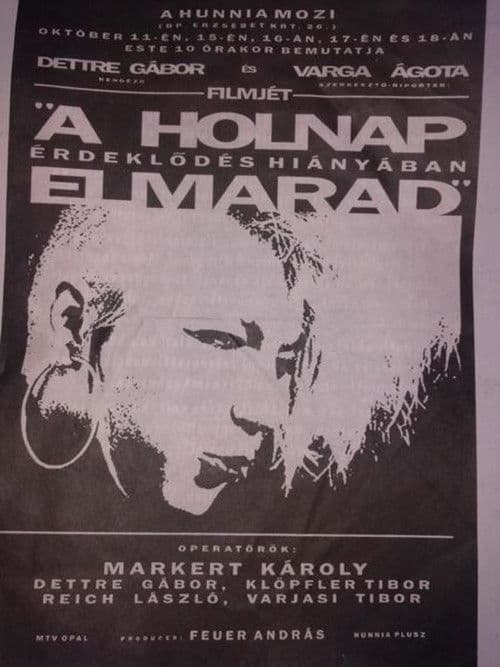 A HUNNIA MOZI
(BP. ERZSÉBET KRT. 26.)
OKTÓBER 11-ÉN, 15-ÉN, 16-ÁN, 17-ÉN ÉS 18-ÁN
ESTE 10 ÓRAKOR BEMUTATJA
DETTRE GÁBOR ÉS VARGA ÁGOTA
RENDEZŐ SZERKESZTŐ-RIPORTER
FILMJÉT
"A HOLNAP
ÉRDEKLŐDÉS HIÁNYÁBAN
ELMARAD"
OPERATŐRÖK:
MARKERT KÁROLY
DETTRE GÁBOR, KLÖPFLER TIBOR
REICH LÁSZLÓ, VARJASI TIBOR
MTV OPAL PRODUCER: FEUER ANDRÁS HUNNIA PLUSZ